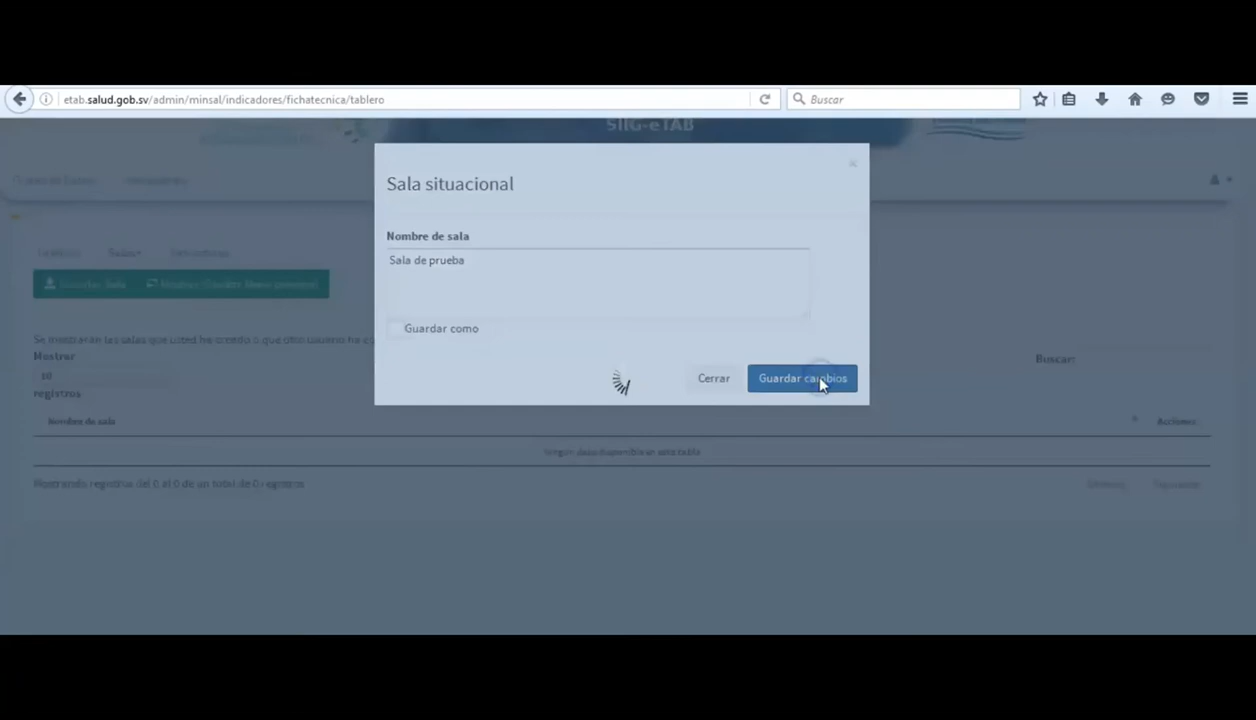 etab.salud.gob.sv/admin/minsal/indicadores/fichatecnica/tablero
Buscar
SIIG-eTAB
Sala situacional
Nombre de sala
Sala de prueba
Guardar como
Cerrar
Guardar cambios
Se mostrarán las salas que usted ha creado o que otro usuario ha
Mostrar
10
registros
Buscar:
Nombre de sala
Acciones
Ningún dato disponible en esta tabla
Mostrando registros del 0 al 0 de un total de 0 registros